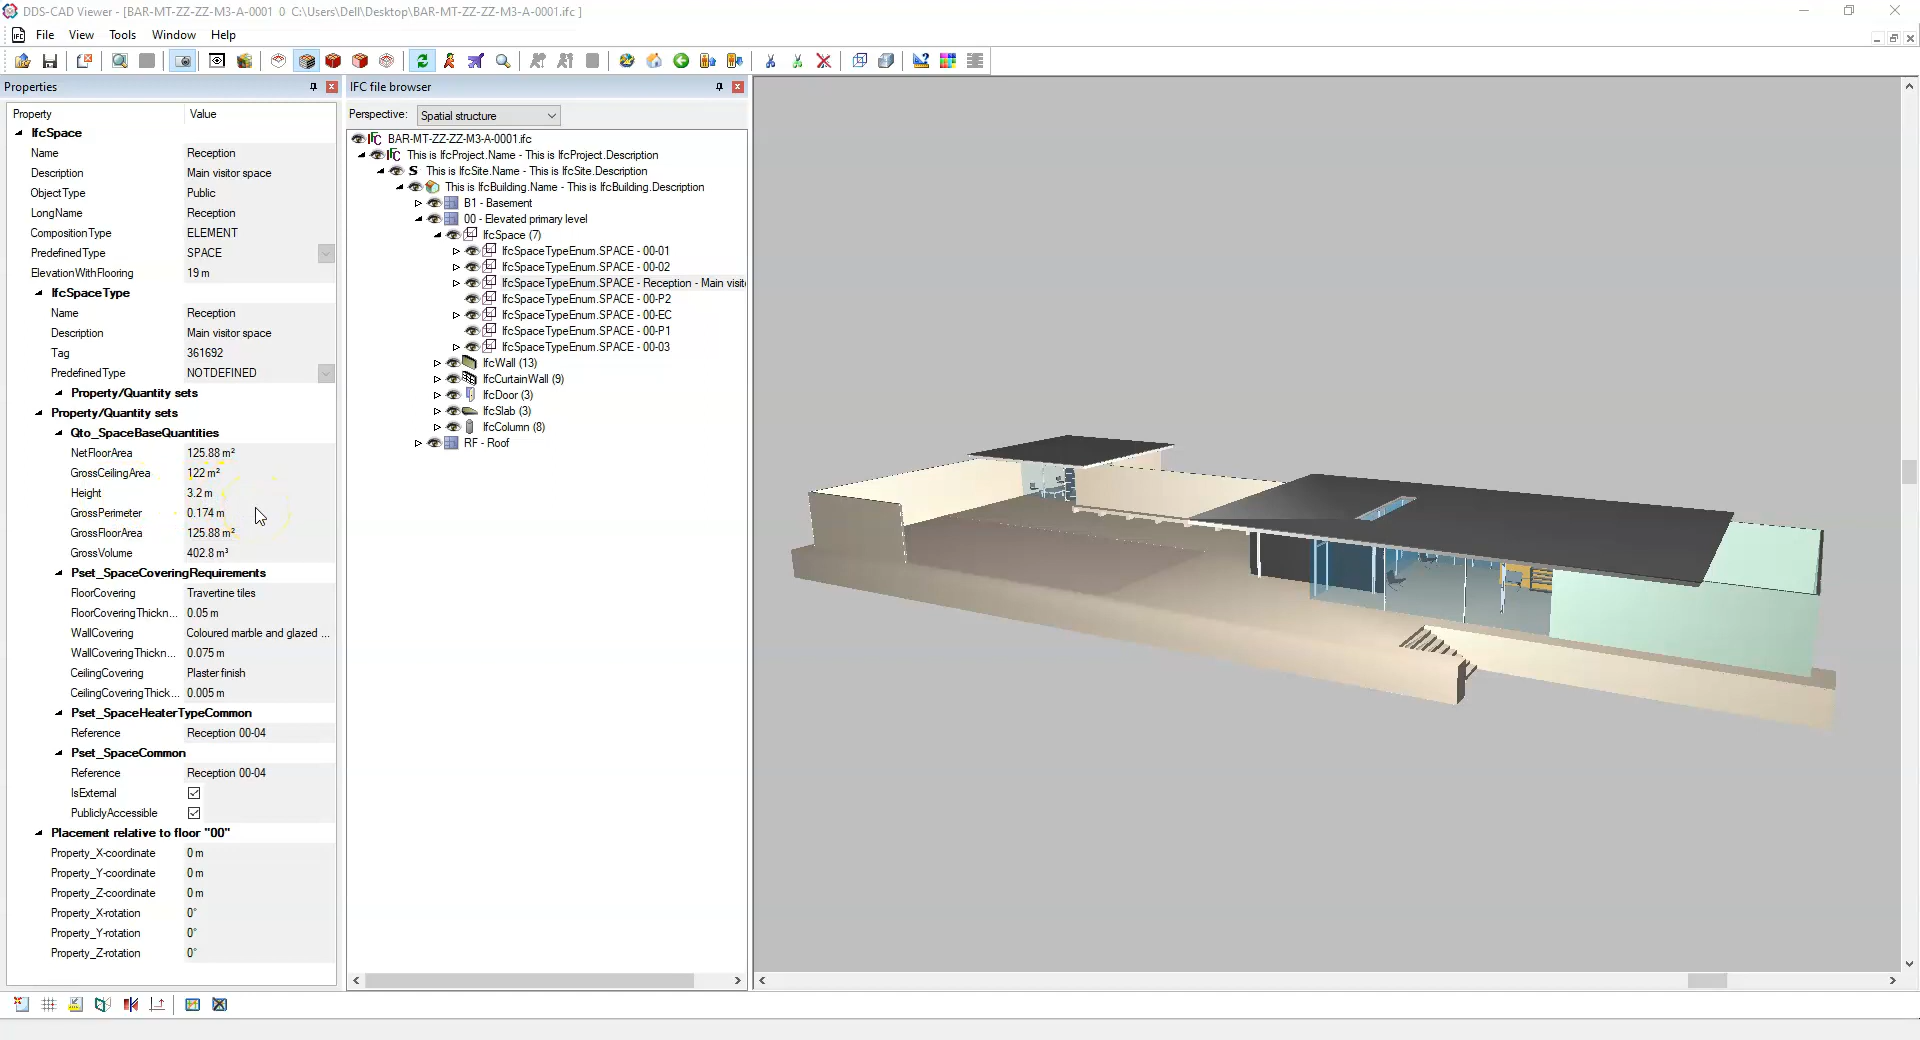 DDS-CAD Viewer - [BAR-MT-ZZ-ZZ-M3-A-0001  0  C:\Users\Dell\Desktop\BAR-MT-ZZ-ZZ-M3-A-0001.ifc ]
File View Tools Window Help
Properties
Property Value
IfcSpace
Name Reception
Description Main visitor space
ObjectType Public
LongName Reception
CompositionType ELEMENT
PredefinedType SPACE
ElevationWithFlooring 19 m
IfcSpaceType
Name Reception
Description Main visitor space
Tag 361692
PredefinedType NOTDEFINED
Property/Quantity sets
Property/Quantity sets
Qto_SpaceBaseQuantities
NetFloorArea 125.88 m²
GrossCeilingArea 122 m²
Height 3.2 m
GrossPerimeter 0.174 m
GrossFloorArea 125.88 m²
GrossVolume 402.8 m³
Pset_SpaceCoveringRequirements
FloorCovering Travertine tiles
FloorCoveringThickn... 0.05 m
WallCovering Coloured marble and glazed ...
WallCoveringThickn... 0.075 m
CeilingCovering Plaster finish
CeilingCoveringThick... 0.005 m
Pset_SpaceHeaterTypeCommon
Reference Reception 00-04
Pset_SpaceCommon
Reference Reception 00-04
IsExternal
PubliclyAccessible
Placement relative to floor "00"
Property_X-coordinate 0 m
Property_Y-coordinate 0 m
Property_Z-coordinate 0 m
Property_X-rotation 0°
Property_Y-rotation 0°
Property_Z-rotation 0°
IFC file browser
Perspective: Spatial structure
BAR-MT-ZZ-ZZ-M3-A-0001.ifc
This is IfcProject.Name - This is IfcProject.Description
This is IfcSite.Name - This is IfcSite.Description
This is IfcBuilding.Name - This is IfcBuilding.Description
B1 - Basement
00 - Elevated primary level
IfcSpace (7)
IfcSpaceTypeEnum.SPACE - 00-01
IfcSpaceTypeEnum.SPACE - 00-02
IfcSpaceTypeEnum.SPACE - Reception - Main visit
IfcSpaceTypeEnum.SPACE - 00-P2
IfcSpaceTypeEnum.SPACE - 00-EC
IfcSpaceTypeEnum.SPACE - 00-P1
IfcSpaceTypeEnum.SPACE - 00-03
IfcWall (13)
IfcCurtainWall (9)
IfcDoor (3)
IfcSlab (3)
IfcColumn (8)
RF - Roof